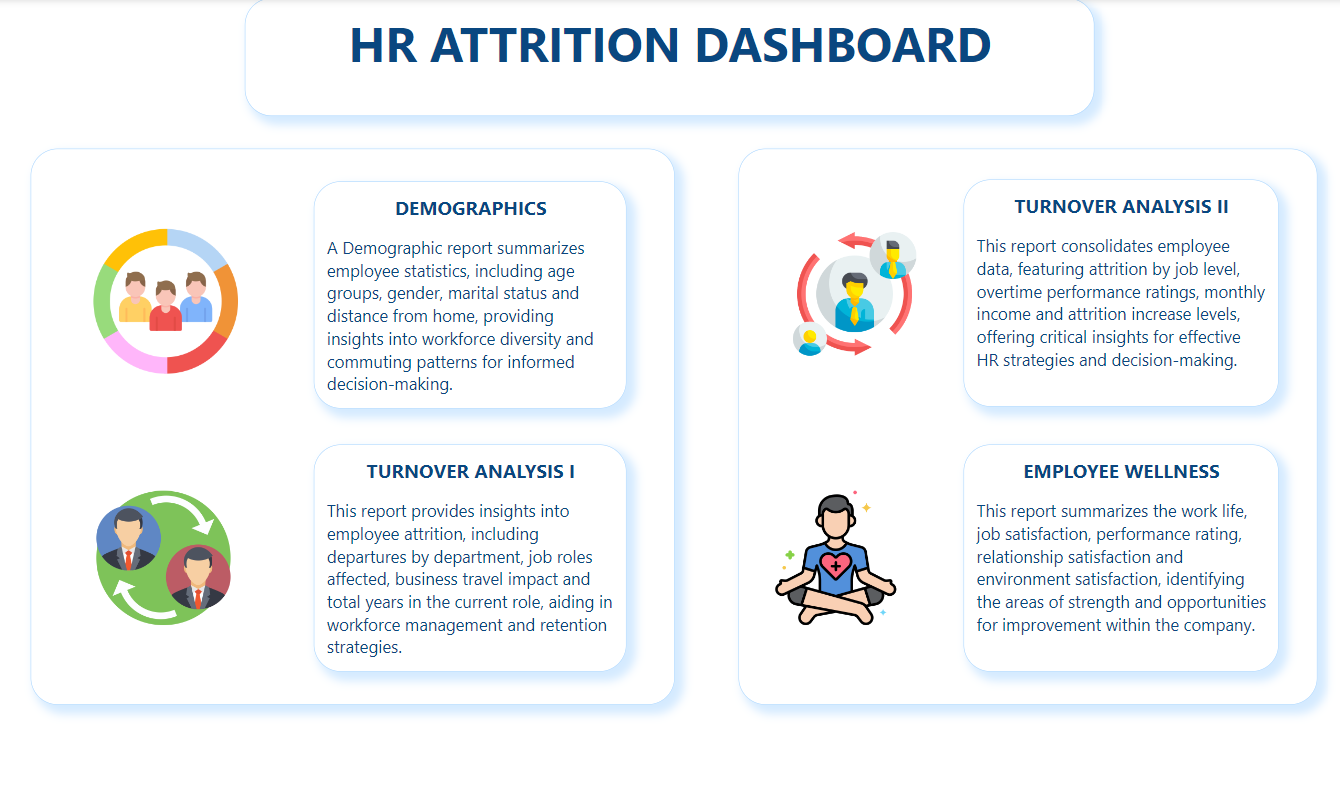 HR ATTRITION DASHBOARD
DEMOGRAPHICS
A Demographic report summarizes
employee statistics, including age
groups, gender, marital status and
distance from home, providing
insights into workforce diversity and
commuting patterns for informed
decision-making.
TURNOVER ANALYSIS I
This report provides insights into
employee attrition, including
departures by department, job roles
affected, business travel impact and
total years in the current role, aiding in
workforce management and retention
strategies.
TURNOVER ANALYSIS II
This report consolidates employee
data, featuring attrition by job level,
overtime performance ratings, monthly
income and attrition increase levels,
offering critical insights for effective
HR strategies and decision-making.
EMPLOYEE WELLNESS
This report summarizes the work life,
job satisfaction, performance rating,
relationship satisfaction and
environment satisfaction, identifying
the areas of strength and opportunities
for improvement within the company.